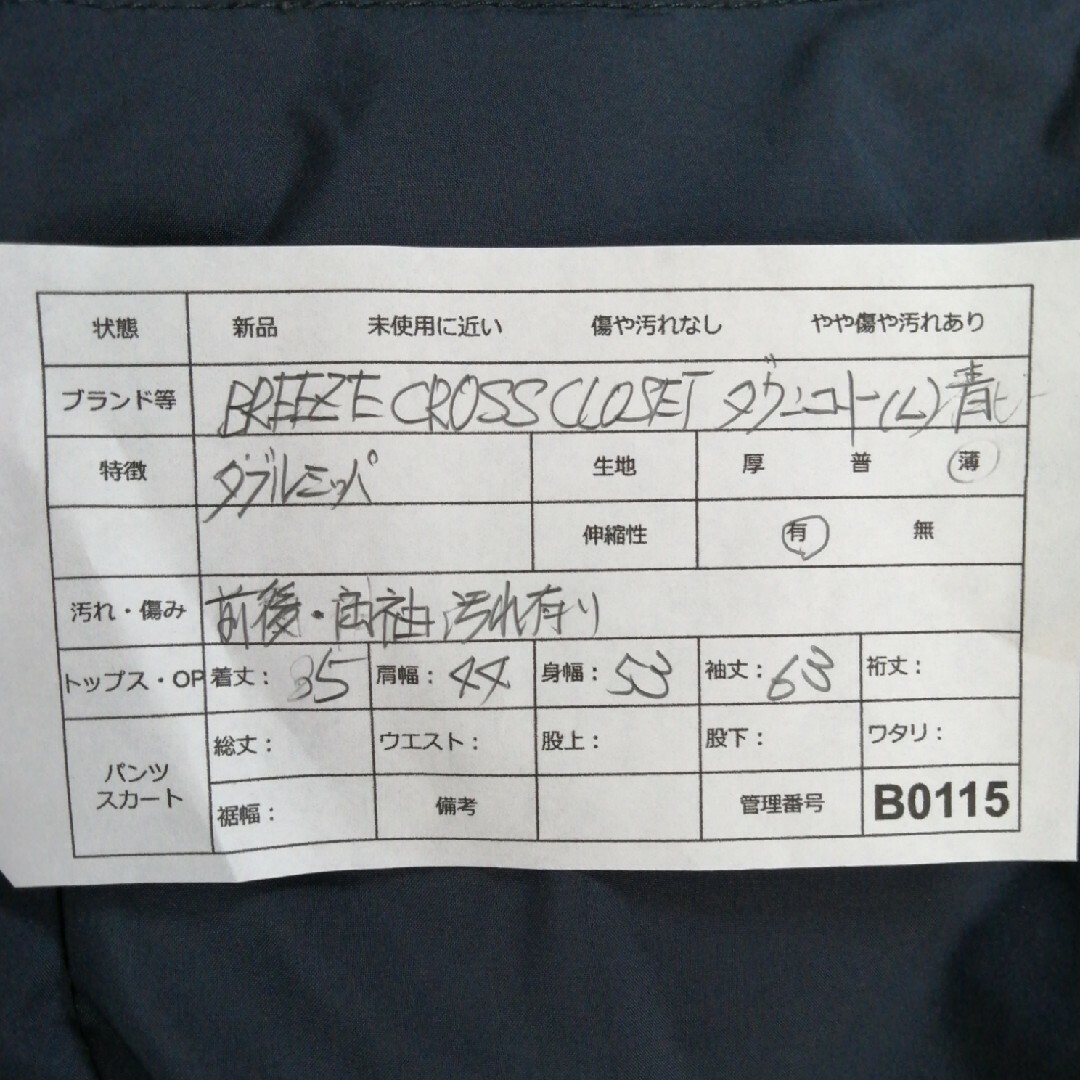 状態 新品 未使用に近い 傷や汚れなし やや傷や汚れあり
ブランド等 BREEZE CROSS CLOSET ダウンコート(L) 青
特徴 ダブルジッパ 生地 厚 普 薄
伸縮性 有 無
汚れ・傷み 前後・両袖 汚れ有り
トップス・OP 着丈: 85 肩幅: 44 身幅: 53 袖丈: 63 裄丈:
パンツ スカート 総丈: ウエスト: 股上: 股下: ワタリ:
裾幅: 備考 管理番号 B0115